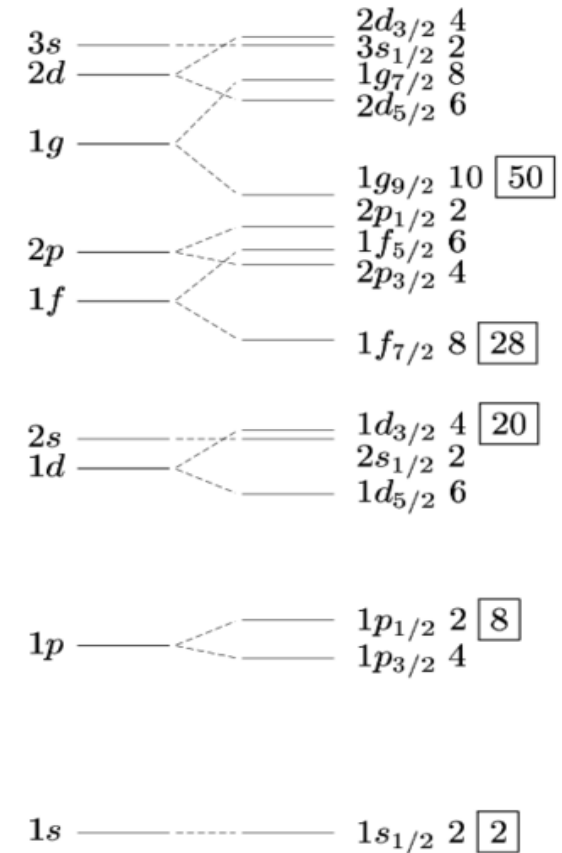 3s
2d
1g
2p
1f
2s
1d
1p
1s
2d3/2 4
3s1/2 2
1g7/2 8
2d5/2 6
1g9/2 10 50
2p1/2 2
1f5/2 6
2p3/2 4
1f7/2 8 28
1d3/2 4 20
2s1/2 2
1d5/2 6
1p1/2 2 8
1p3/2 4
1s1/2 2 2